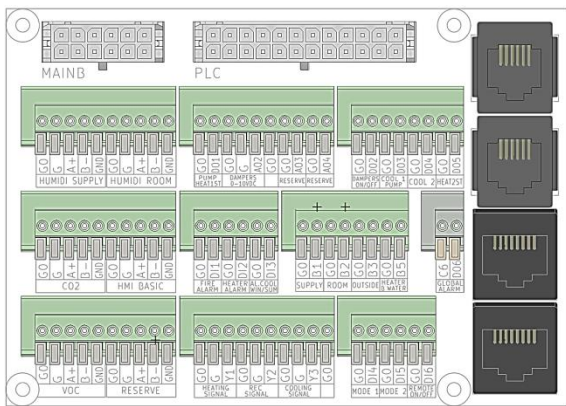 MAINB PLC
G0 G A+ B- GND G0 G A+ B- GND G0 DO1 G0 G AO2 G0 G0 AO3 G0 AO4 G0 DO2 G0 DO3 G0 DO4 G0 DO5
HUMIDI SUPPLY HUMIDI ROOM PUMP HEAT1ST DAMPERS 0-10VDC RESERVE RESERVE DAMPERS ON/OFF COOL 1 PUMP COOL 2 HEAT2ST
G0 G A+ B- GND G0 G A+ B- GND G0 DI1 G0 DI2 G0 DI3 G0 B1 G0 B2 G0 B3 G0 B5 C6 DO6
CO2 HMI BASIC FIRE ALARM HEATER ALARM AL.COOL WIN/SUM SUPPLY ROOM OUTSIDE HEATER & WATER GLOBAL ALARM
G0 G A+ B- GND G0 G A+ B- GND G0 G Y1 G0 G Y2 G0 G Y3 G0 G0 DI4 G0 DI5 G0 DI6
VOC RESERVE HEATING SIGNAL REC SIGNAL COOLING SIGNAL MODE 1 MODE 2 REMOTE ON/OFF